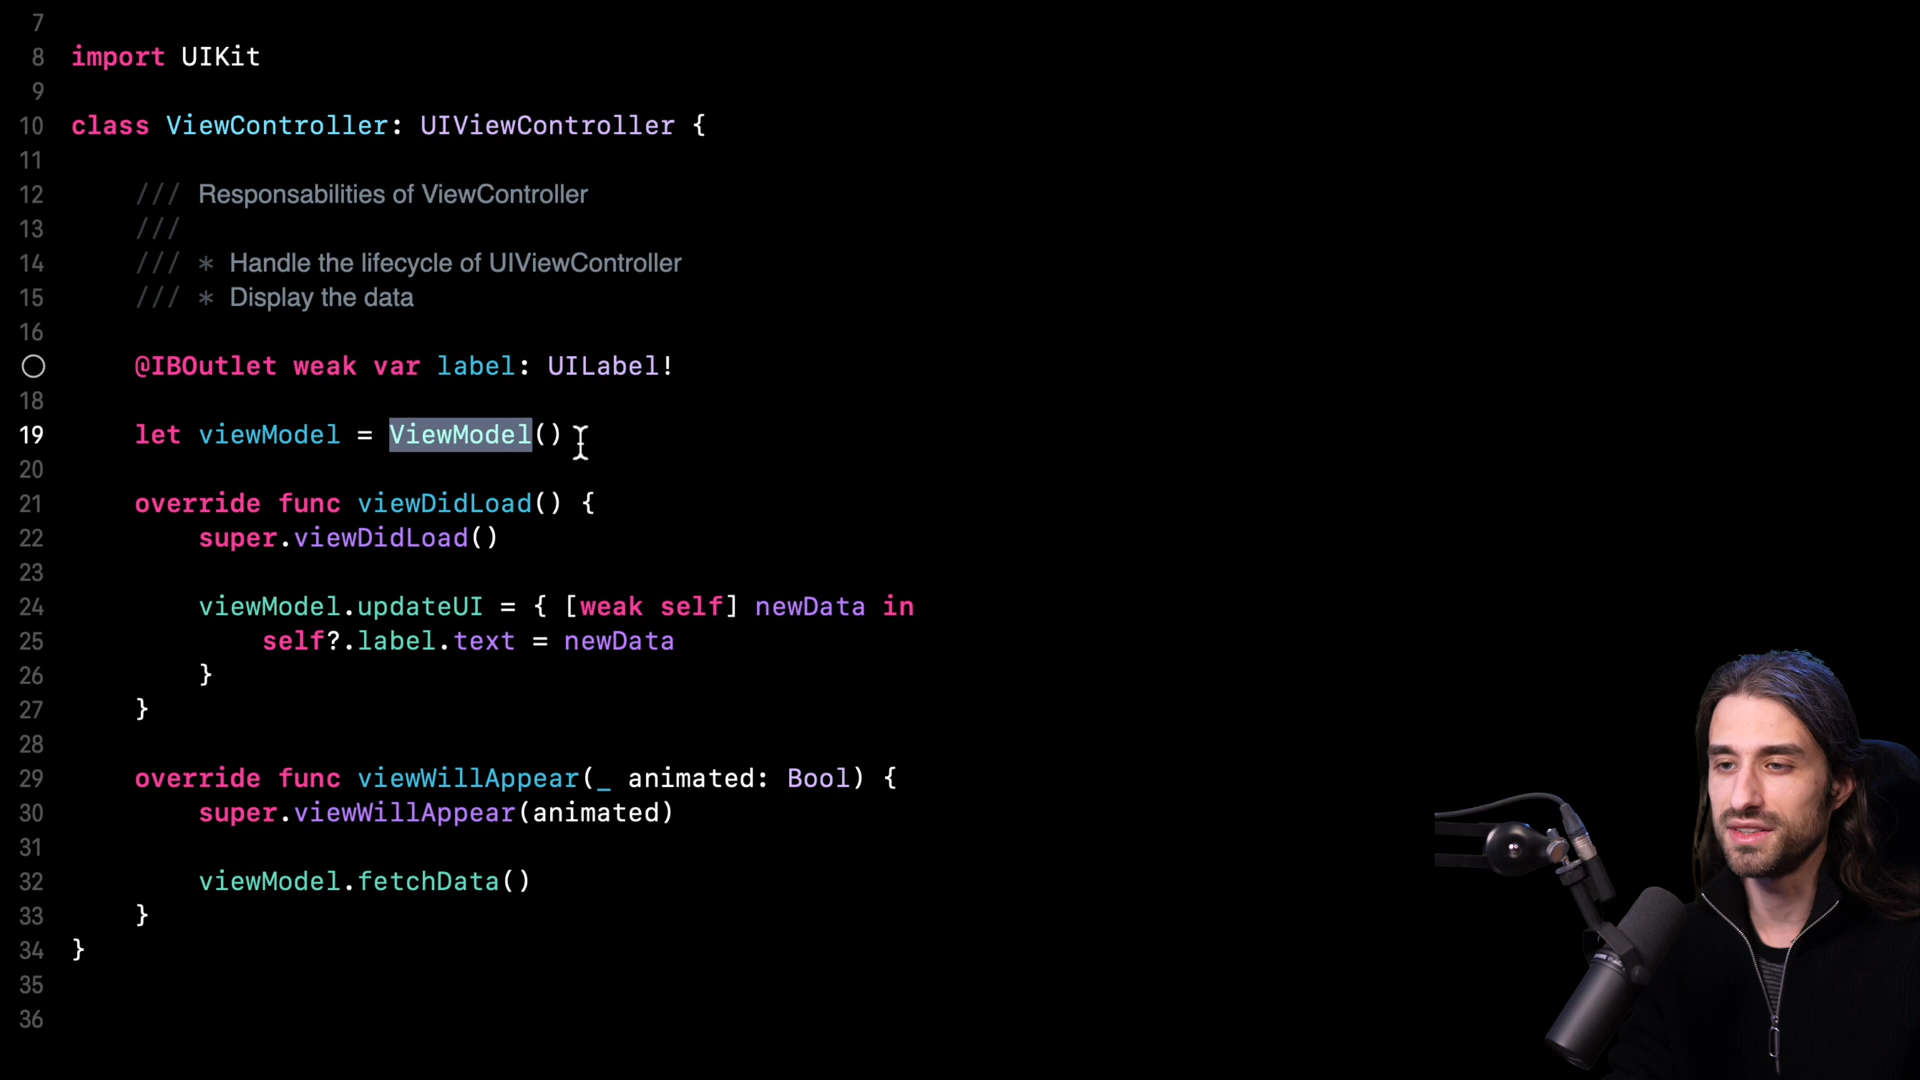 7
8 import UIKit
9
10 class ViewController: UIViewController {
11
12 /// Responsabilities of ViewController
13 ///
14 /// * Handle the lifecycle of UIViewController
15 /// * Display the data
16
@IBOutlet weak var label: UILabel!
18
19 let viewModel = ViewModel()
20
21 override func viewDidLoad() {
22 super.viewDidLoad()
23
24 viewModel.updateUI = { [weak self] newData in
25 self?.label.text = newData
26 }
27 }
28
29 override func viewWillAppear(_ animated: Bool) {
30 super.viewWillAppear(animated)
31
32 viewModel.fetchData()
33 }
34 }
35
36